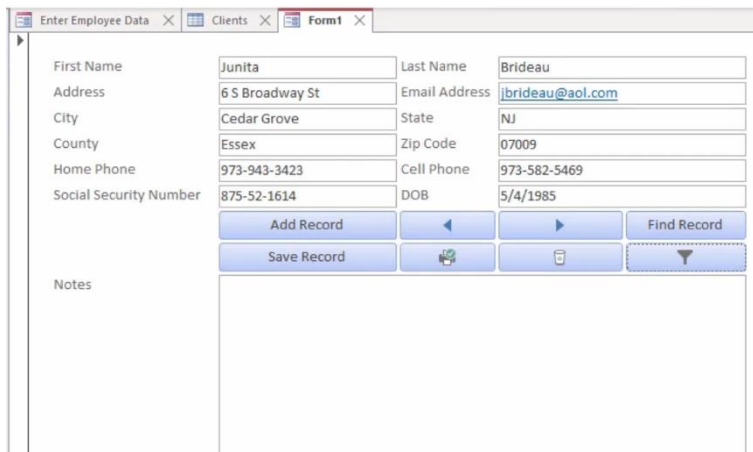 Enter Employee Data Clients Form1
First Name Junita Last Name Brideau
Address 6 S Broadway St Email Address jbrideau@aol.com
City Cedar Grove State NJ
County Essex Zip Code 07009
Home Phone 973-943-3423 Cell Phone 973-582-5469
Social Security Number 875-52-1614 DOB 5/4/1985
Add Record Find Record
Save Record
Notes